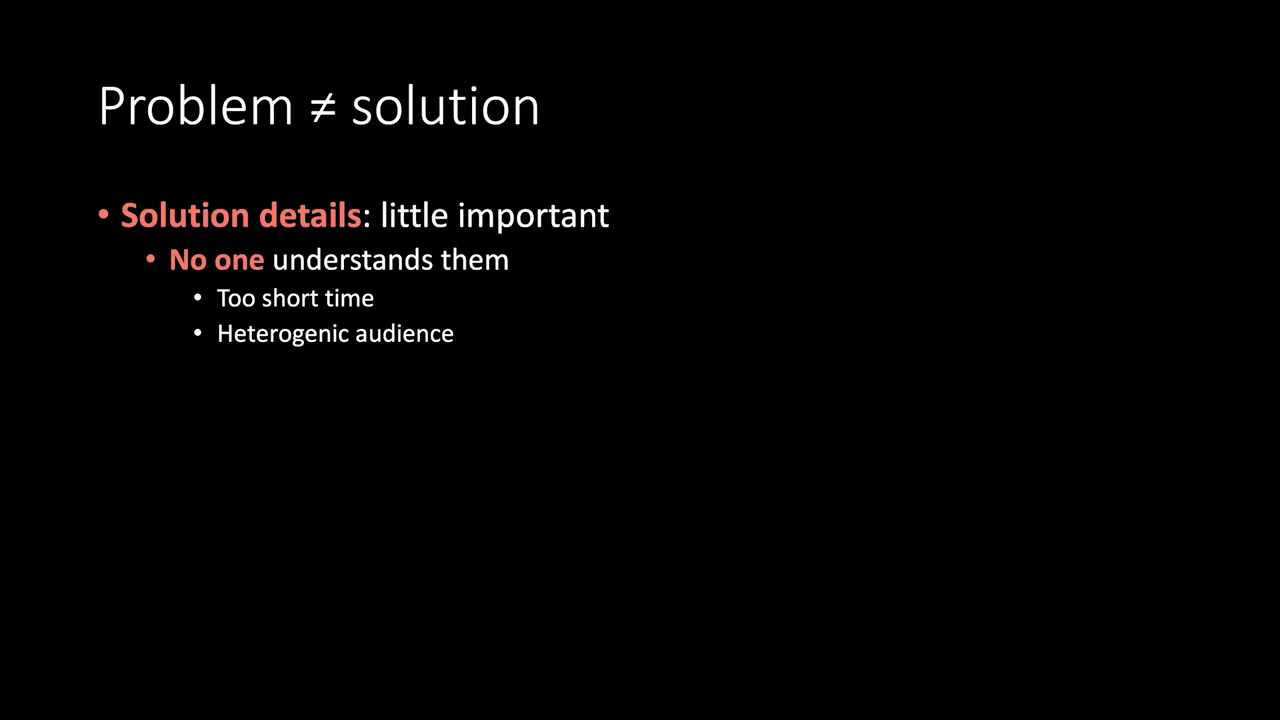 Problem ≠ solution
• Solution details: little important
• No one understands them
• Too short time
• Heterogenic audience